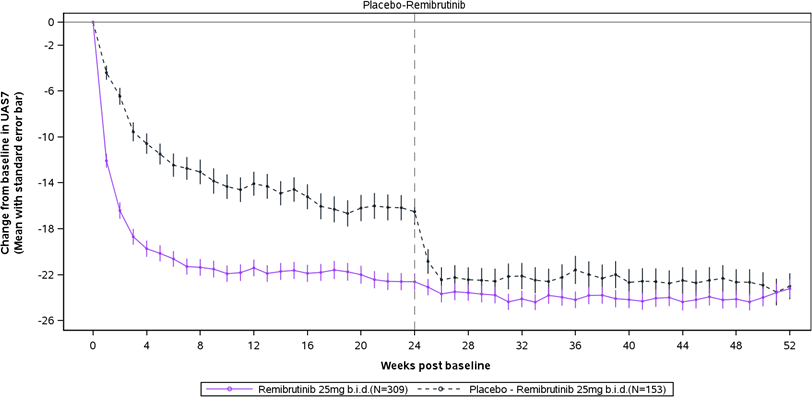 Placebo-Remibrutinib
0
-2
-6
-10
-14
-18
-22
-26
Change from baseline in UAS7
(Mean with standard error bar)
0 4 8 12 16 20 24 28 32 36 40 44 48 52
Weeks post baseline
Remibrutinib 25mg b.i.d.(N=309) Placebo - Remibrutinib 25mg b.i.d.(N=153)